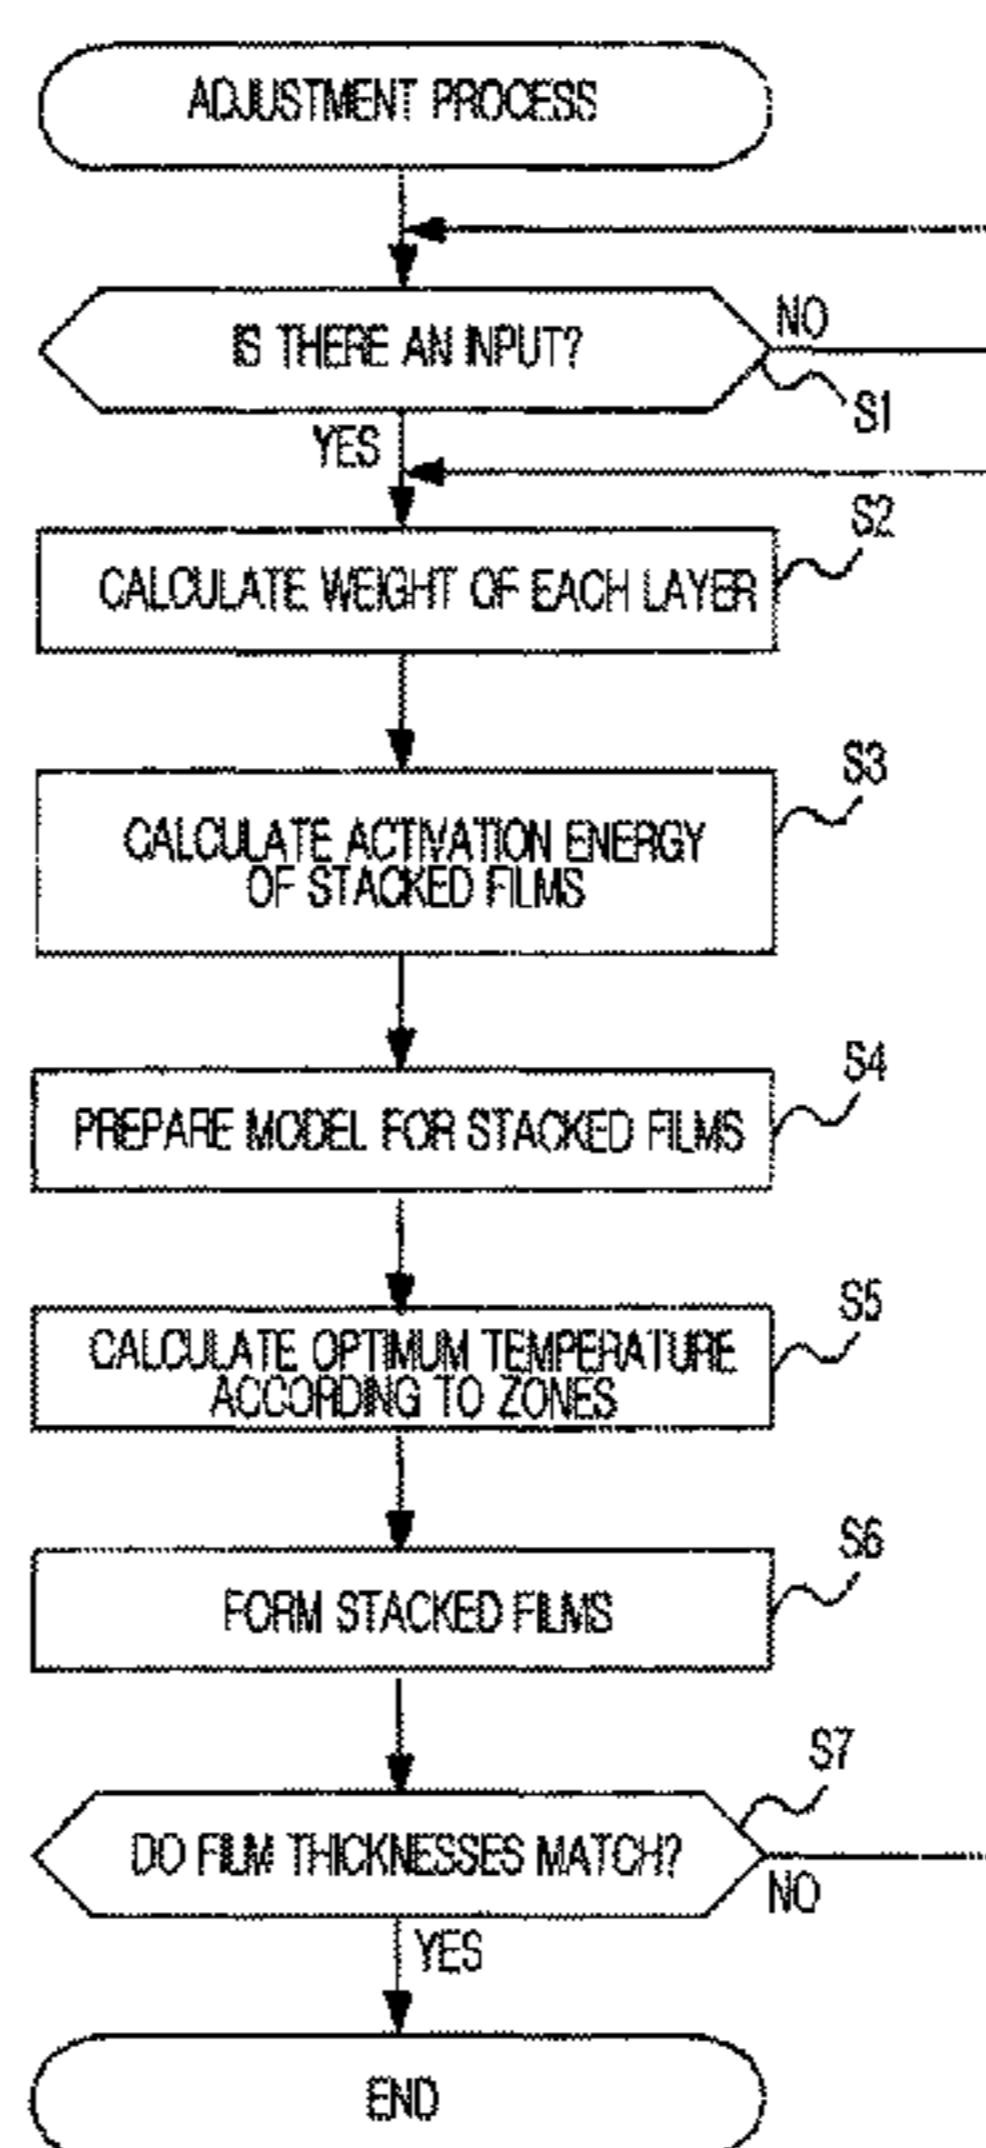 ADJUSTMENT PROCESS
IS THERE AN INPUT?
NO
S1
YES
S2
CALCULATE WEIGHT OF EACH LAYER
S3
CALCULATE ACTIVATION ENERGY
OF STACKED FILMS
S4
PREPARE MODEL FOR STACKED FILMS
S5
CALCULATE OPTIMUM TEMPERATURE
ACCORDING TO ZONES
S6
FORM STACKED FILMS
S7
DO FILM THICKNESSES MATCH?
NO
YES
END